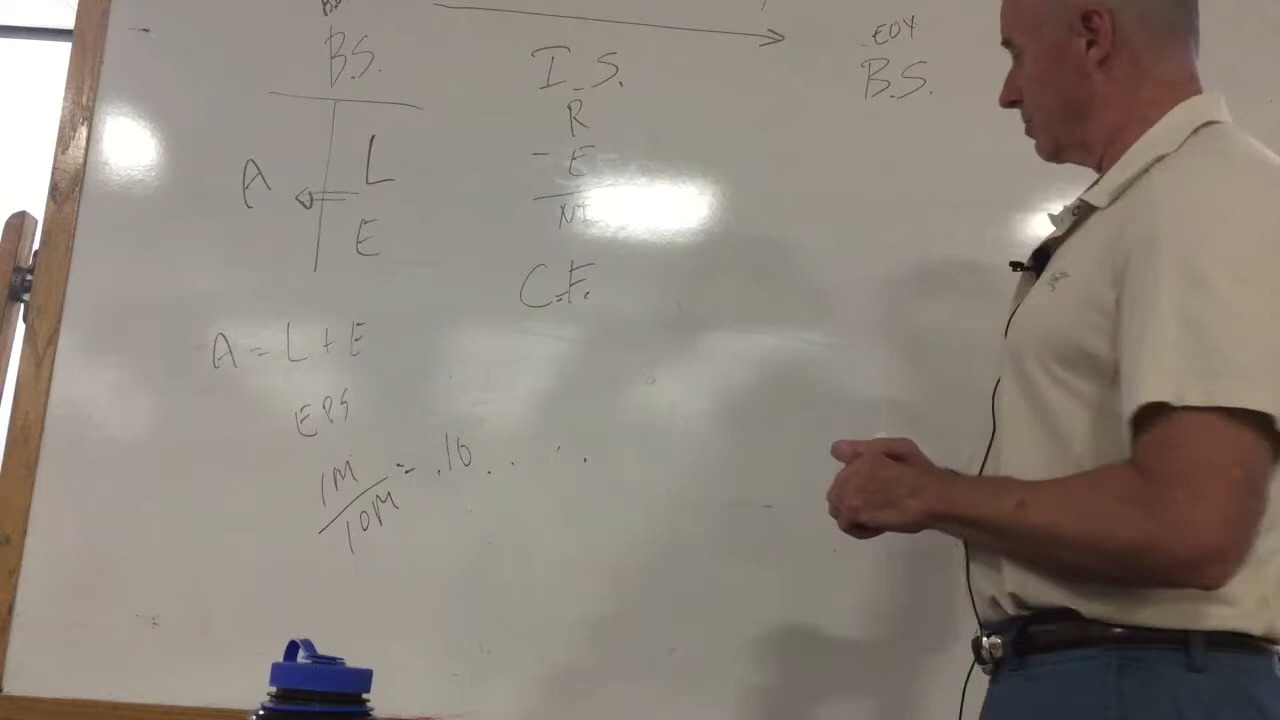 B.S.
A
L
E
A = L + E
EPS
1M
10M
= .10 . . . .
I.S.
R
- E
NI
C.F.
EOY
B.S.